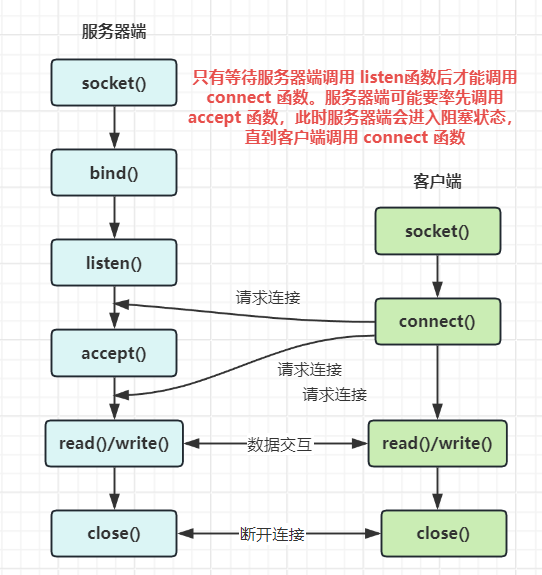 服务器端
socket()
只有等待服务器端调用 listen函数后才能调用
connect 函数。服务器端可能要率先调用
accept 函数，此时服务器端会进入阻塞状态，
直到客户端调用 connect 函数
bind()
客户端
socket()
listen()
请求连接
connect()
accept()
请求连接
请求连接
read()/write()
数据交互
read()/write()
close()
断开连接
close()